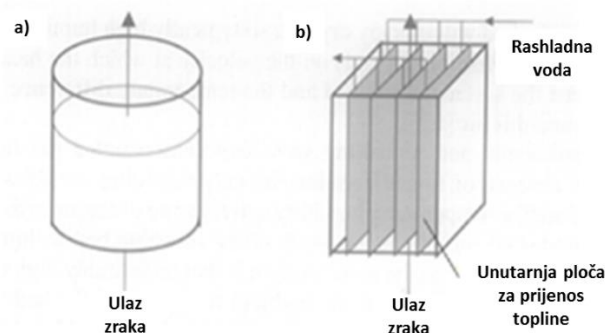 a)
Ulaz
zraka
b)
Rashladna
voda
Unutarnja ploča
za prijenos
topline
Ulaz
zraka